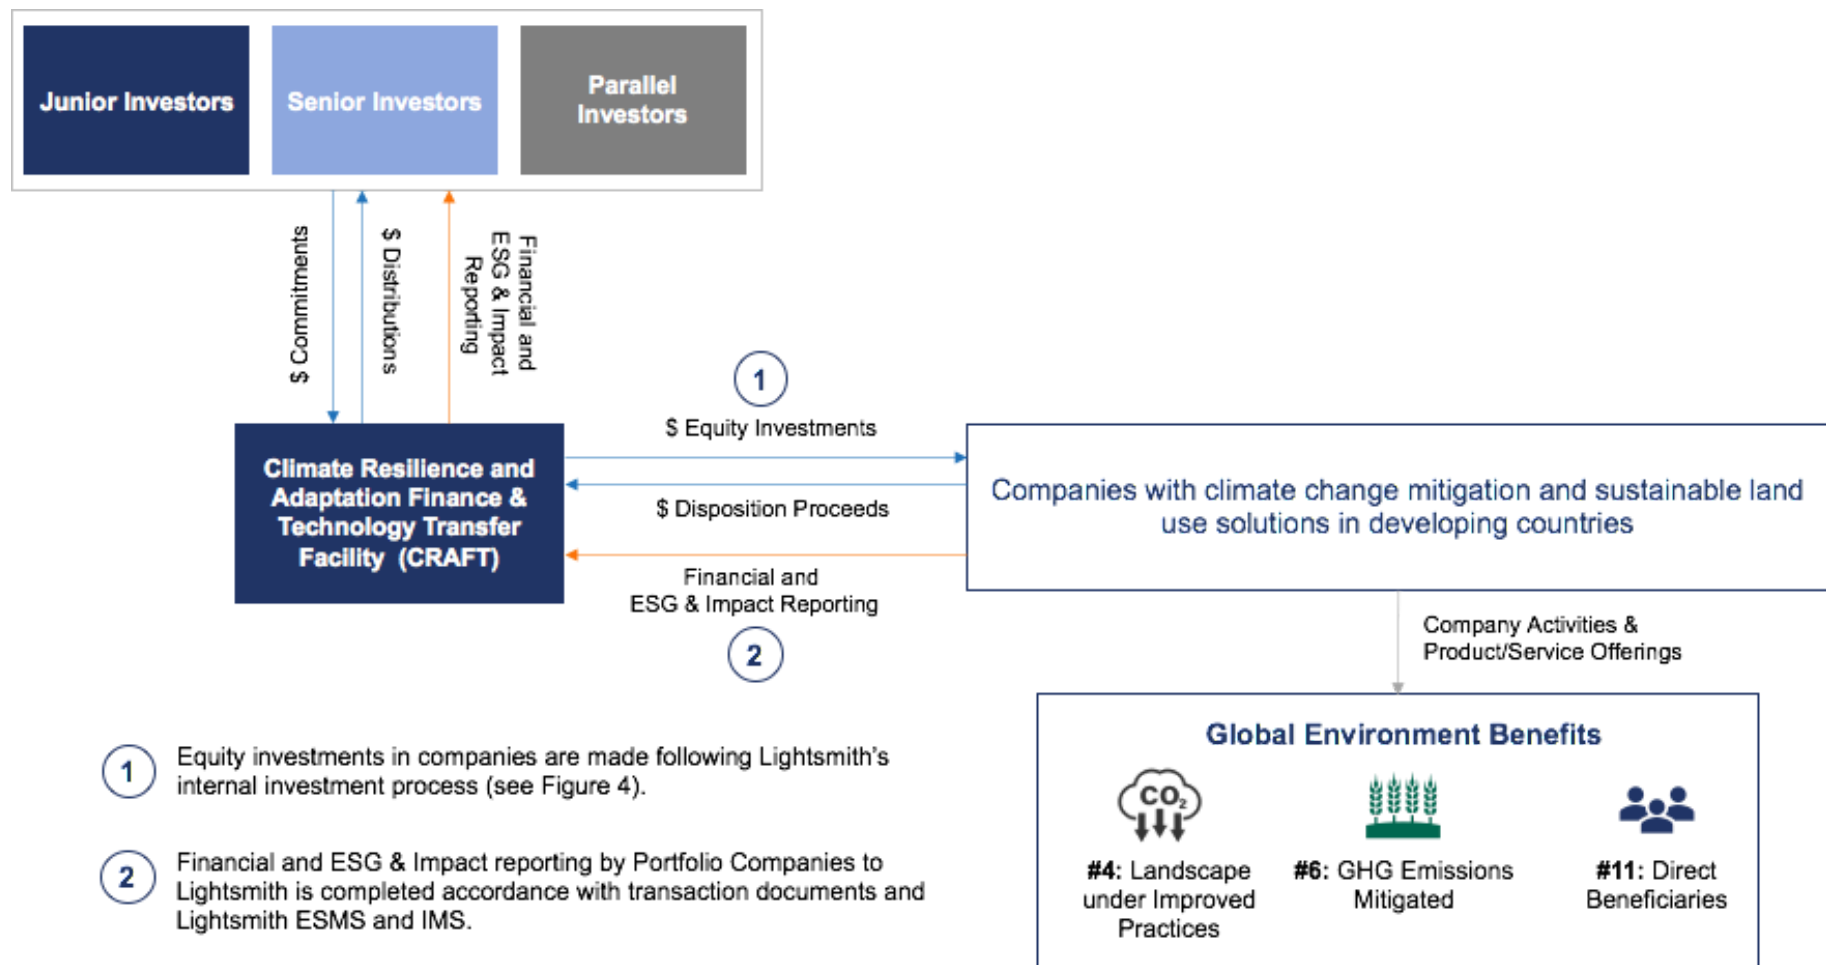 Junior Investors
Senior Investors
Parallel
Investors
$ Commitments
$ Distributions
Financial and
ESG & Impact
Reporting
1
$ Equity Investments
$ Disposition Proceeds
Financial and
ESG & Impact Reporting
2
Climate Resilience and
Adaptation Finance &
Technology Transfer
Facility (CRAFT)
Companies with climate change mitigation and sustainable land
use solutions in developing countries
Company Activities &
Product/Service Offerings
Global Environment Benefits
CO2
#4: Landscape
under Improved
Practices
#6: GHG Emissions
Mitigated
#11: Direct
Beneficiaries
1
Equity investments in companies are made following Lightsmith's
internal investment process (see Figure 4).
2
Financial and ESG & Impact reporting by Portfolio Companies to
Lightsmith is completed accordance with transaction documents and
Lightsmith ESMS and IMS.